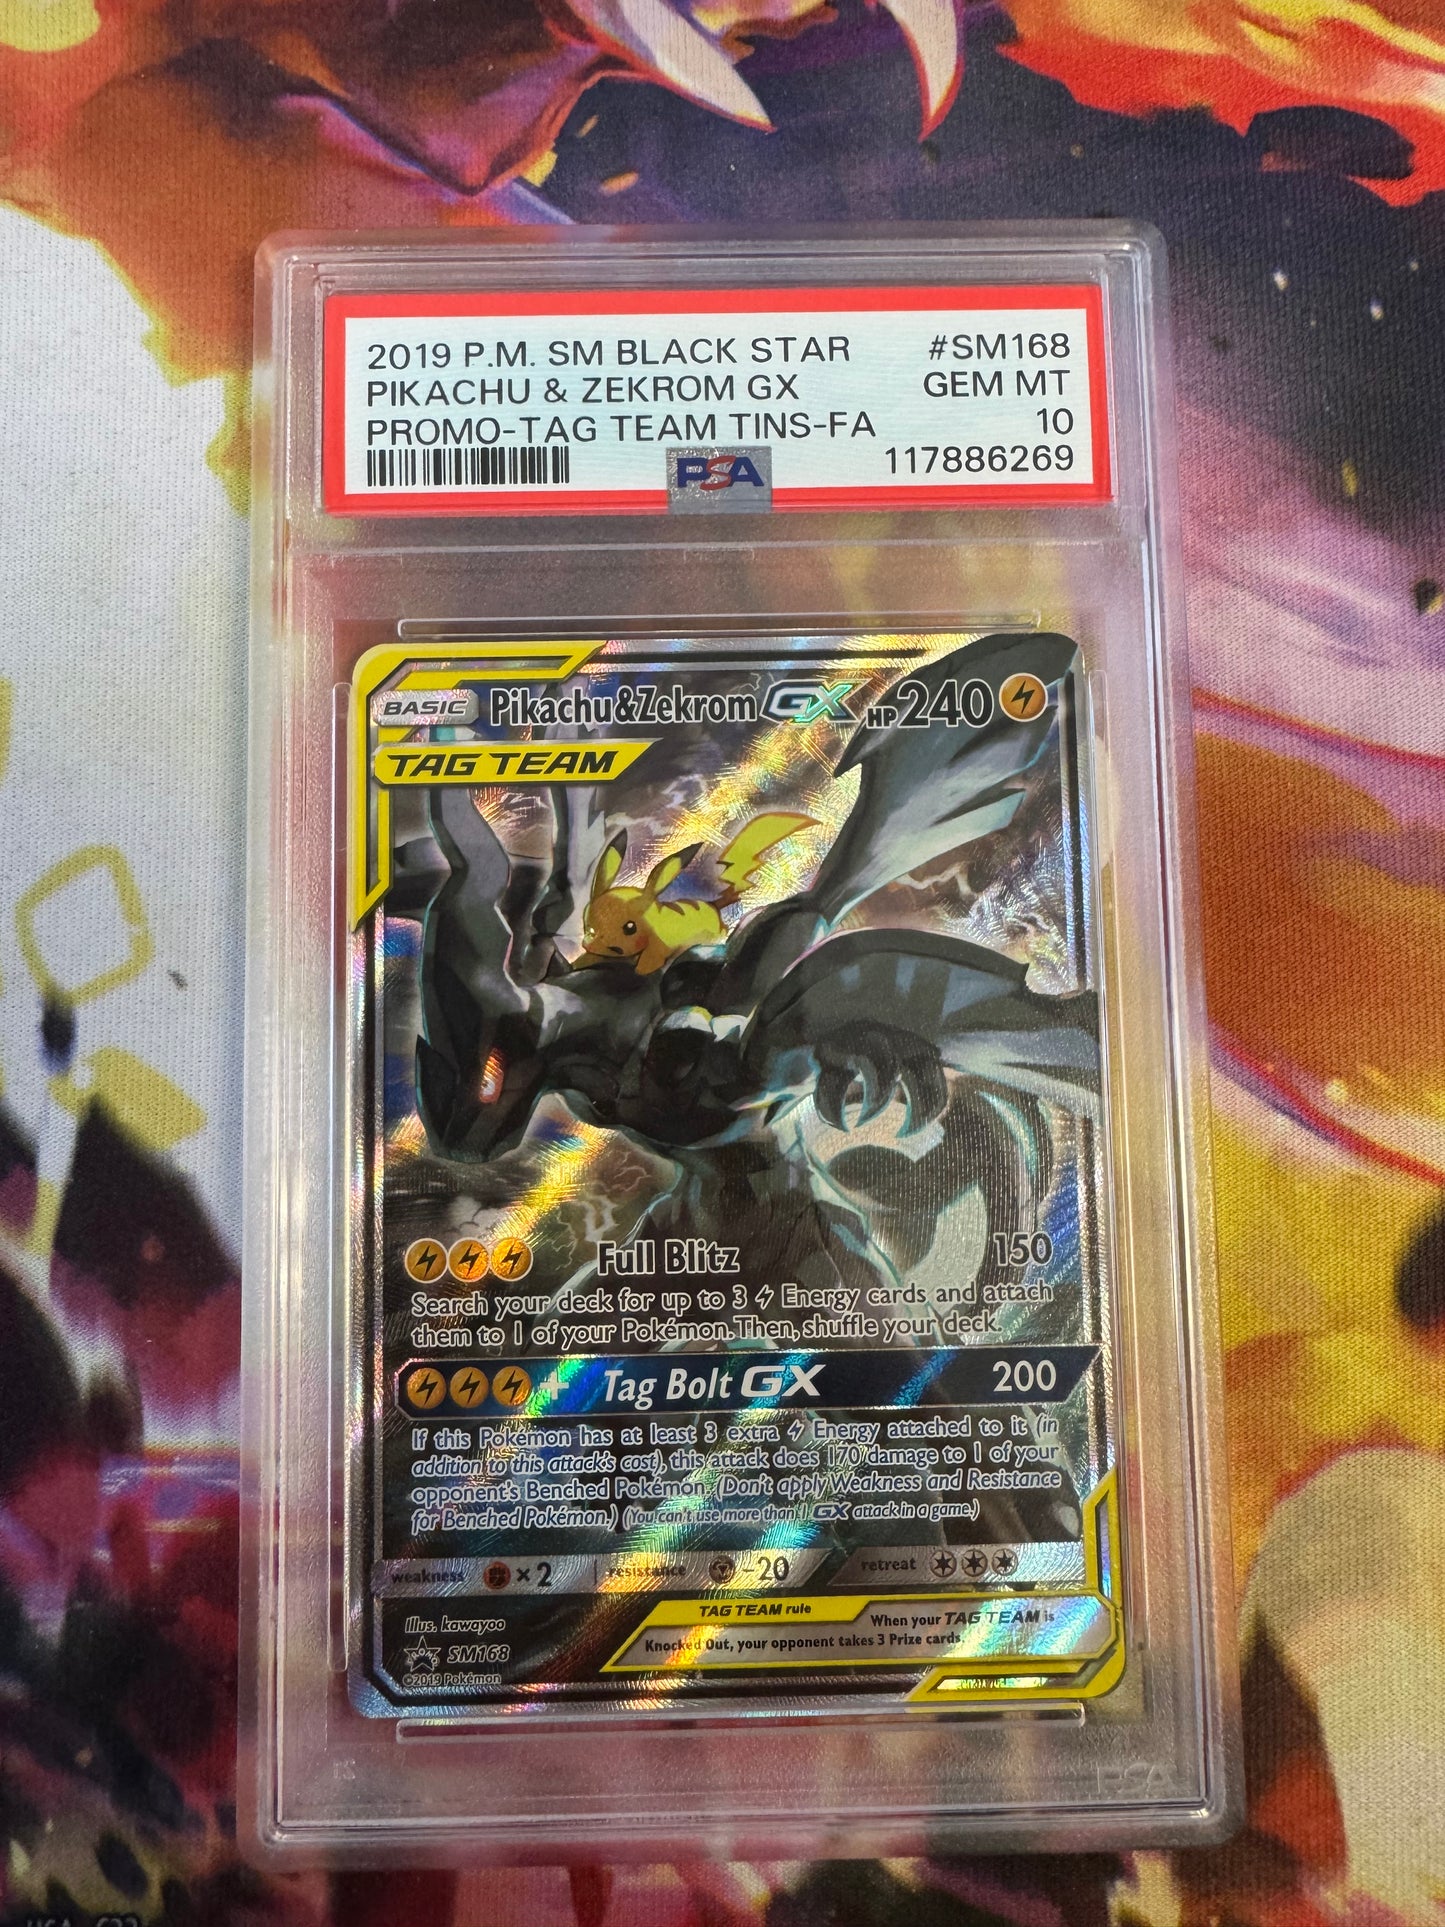 2019 P.M. SM BLACK STAR #SM168
PIKACHU & ZEKROM GX GEM MT
PROMO-TAG TEAM TINS-FA 10
PSA 117886269
BASIC Pikachu&Zekrom GX HP 240
TAG TEAM
Full Blitz 150
Search your deck for up to 3 Energy cards and attach
them to 1 of your Pokémon. Then, shuffle your deck.
+ Tag Bolt GX 200
If this Pokémon has at least 3 extra Energy attached to it (in
addition to this attack's cost), this attack does 170 damage to 1 of your
opponent's Benched Pokémon. (Don't apply Weakness and Resistance
for Benched Pokémon.) (You can't use more than 1 GX attack in a game.)
weakness ×2 resistance -20 retreat
TAG TEAM rule When your TAG TEAM is
Knocked Out, your opponent takes 3 Prize cards.
Illus. kawayoo
PROMO SM168
©2019 Pokémon
PSA